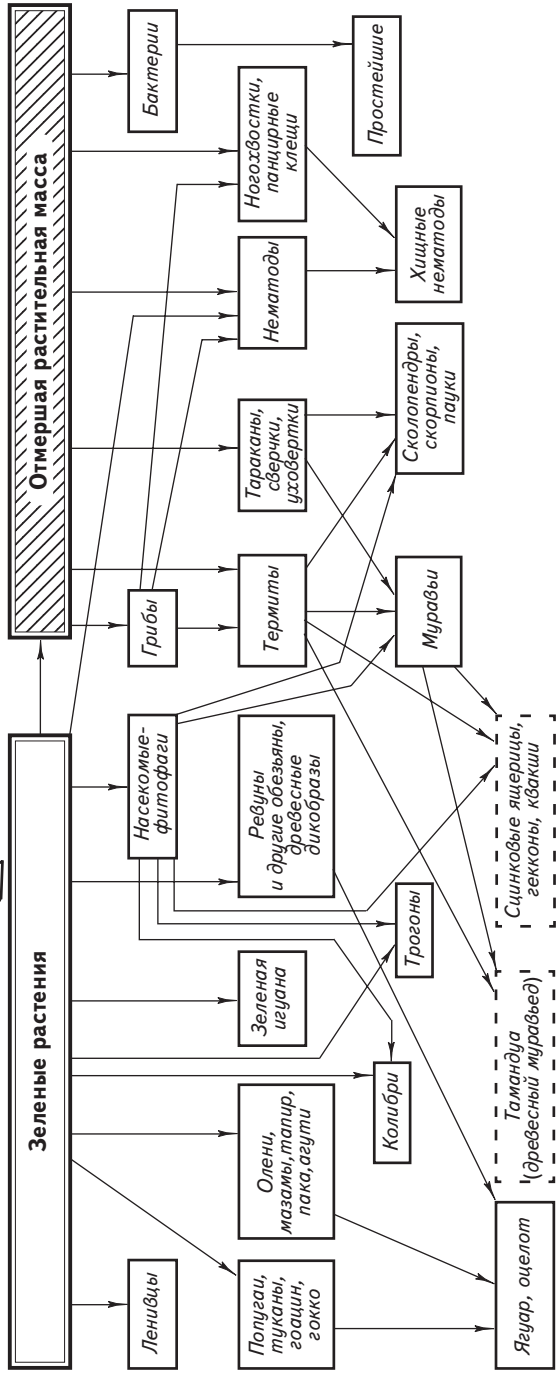 Зеленые растения
Отмершая растительная масса
Ленивцы
Насекомые-
фитофаги
Грибы
Бактерии
Попугаи,
туканы,
гоацин,
гокко
Олени,
мазамы, тапир,
пака, агути
Зеленая
игуана
Ревуны
и другие обезьяны,
древесные
дикобразы
Термиты
Тараканы,
сверчки,
уховертки
Нематоды
Ногохвостки,
панцирные
клещи
Колибри
Трогоны
Муравьи
Сколопендры,
скорпионы,
пауки
Хищные
нематоды
Простейшие
Ягуар, оцелот
Тамандуа
(древесный муравьед)
Сцинковые ящерицы,
гекконы, квакши